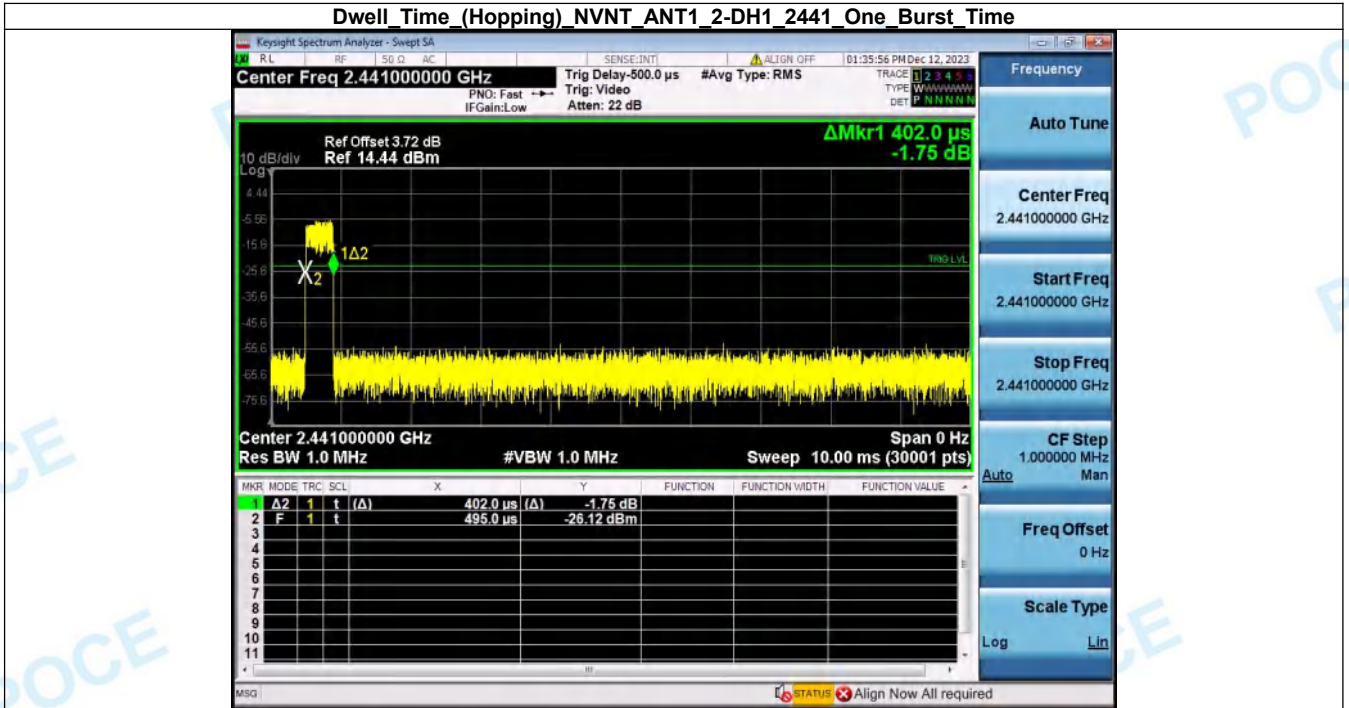 Dwell_Time_(Hopping)_NVNT_ANT1_2-DH1_2441_One_Burst_Time
Keysight Spectrum Analyzer - Swept SA
RL RF 50 Ω AC SENSE:INT ALIGN OFF 01:35:56 PM Dec 12, 2023
Center Freq 2.441000000 GHz
PNO: Fast
IFGain:Low
Trig Delay-500.0 µs
Trig: Video
Atten: 22 dB
#Avg Type: RMS
TRACE 1 2 3 4 5 6
TYPE WWWWWW
DET P N N N N N
ΔMkr1 402.0 µs
-1.75 dB
Ref Offset 3.72 dB
10 dB/div Ref 14.44 dBm
Log
4.44
-5.56
-15.6
-25.6
-35.6
-45.6
-55.6
-65.6
-75.6
1Δ2
X2
TRIG LVL
Center 2.441000000 GHz Span 0 Hz
Res BW 1.0 MHz #VBW 1.0 MHz Sweep 10.00 ms (30001 pts)
MKR MODE TRC SCL X Y FUNCTION FUNCTION WIDTH FUNCTION VALUE
1 Δ2 1 t (Δ) 402.0 µs (Δ) -1.75 dB
2 F 1 t 495.0 µs -26.12 dBm
3
4
5
6
7
8
9
10
11
MSG STATUS Align Now All required
Frequency
Auto Tune
Center Freq
2.441000000 GHz
Start Freq
2.441000000 GHz
Stop Freq
2.441000000 GHz
CF Step
1.000000 MHz
Auto Man
Freq Offset
0 Hz
Scale Type
Log Lin
POC
P
CE
POCE
CE